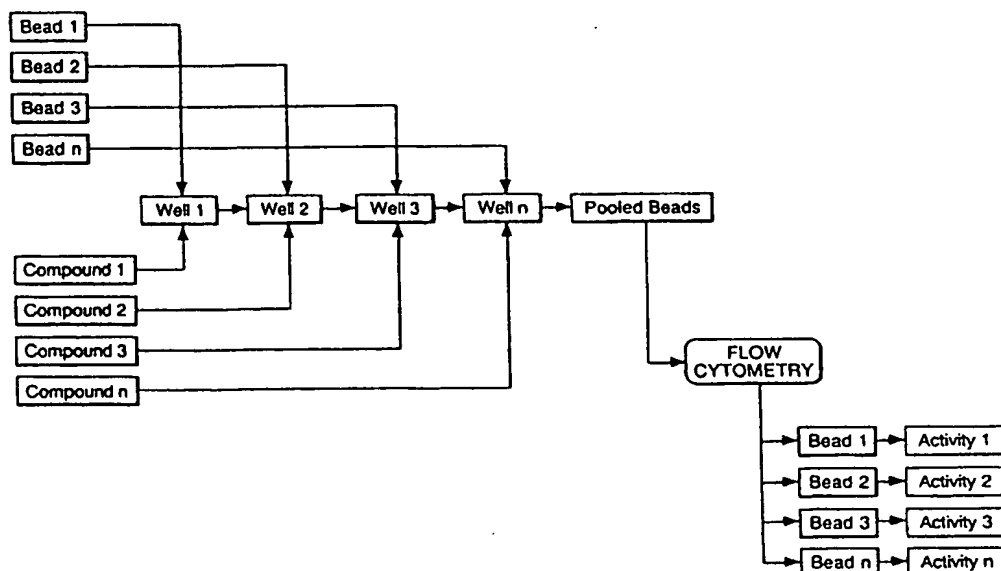 Bead 1
Bead 2
Bead 3
Bead n
Well 1
Well 2
Well 3
Well n
Pooled Beads
Compound 1
Compound 2
Compound 3
Compound n
FLOW
CYTOMETRY
Bead 1
Activity 1
Bead 2
Activity 2
Bead 3
Activity 3
Bead n
Activity n